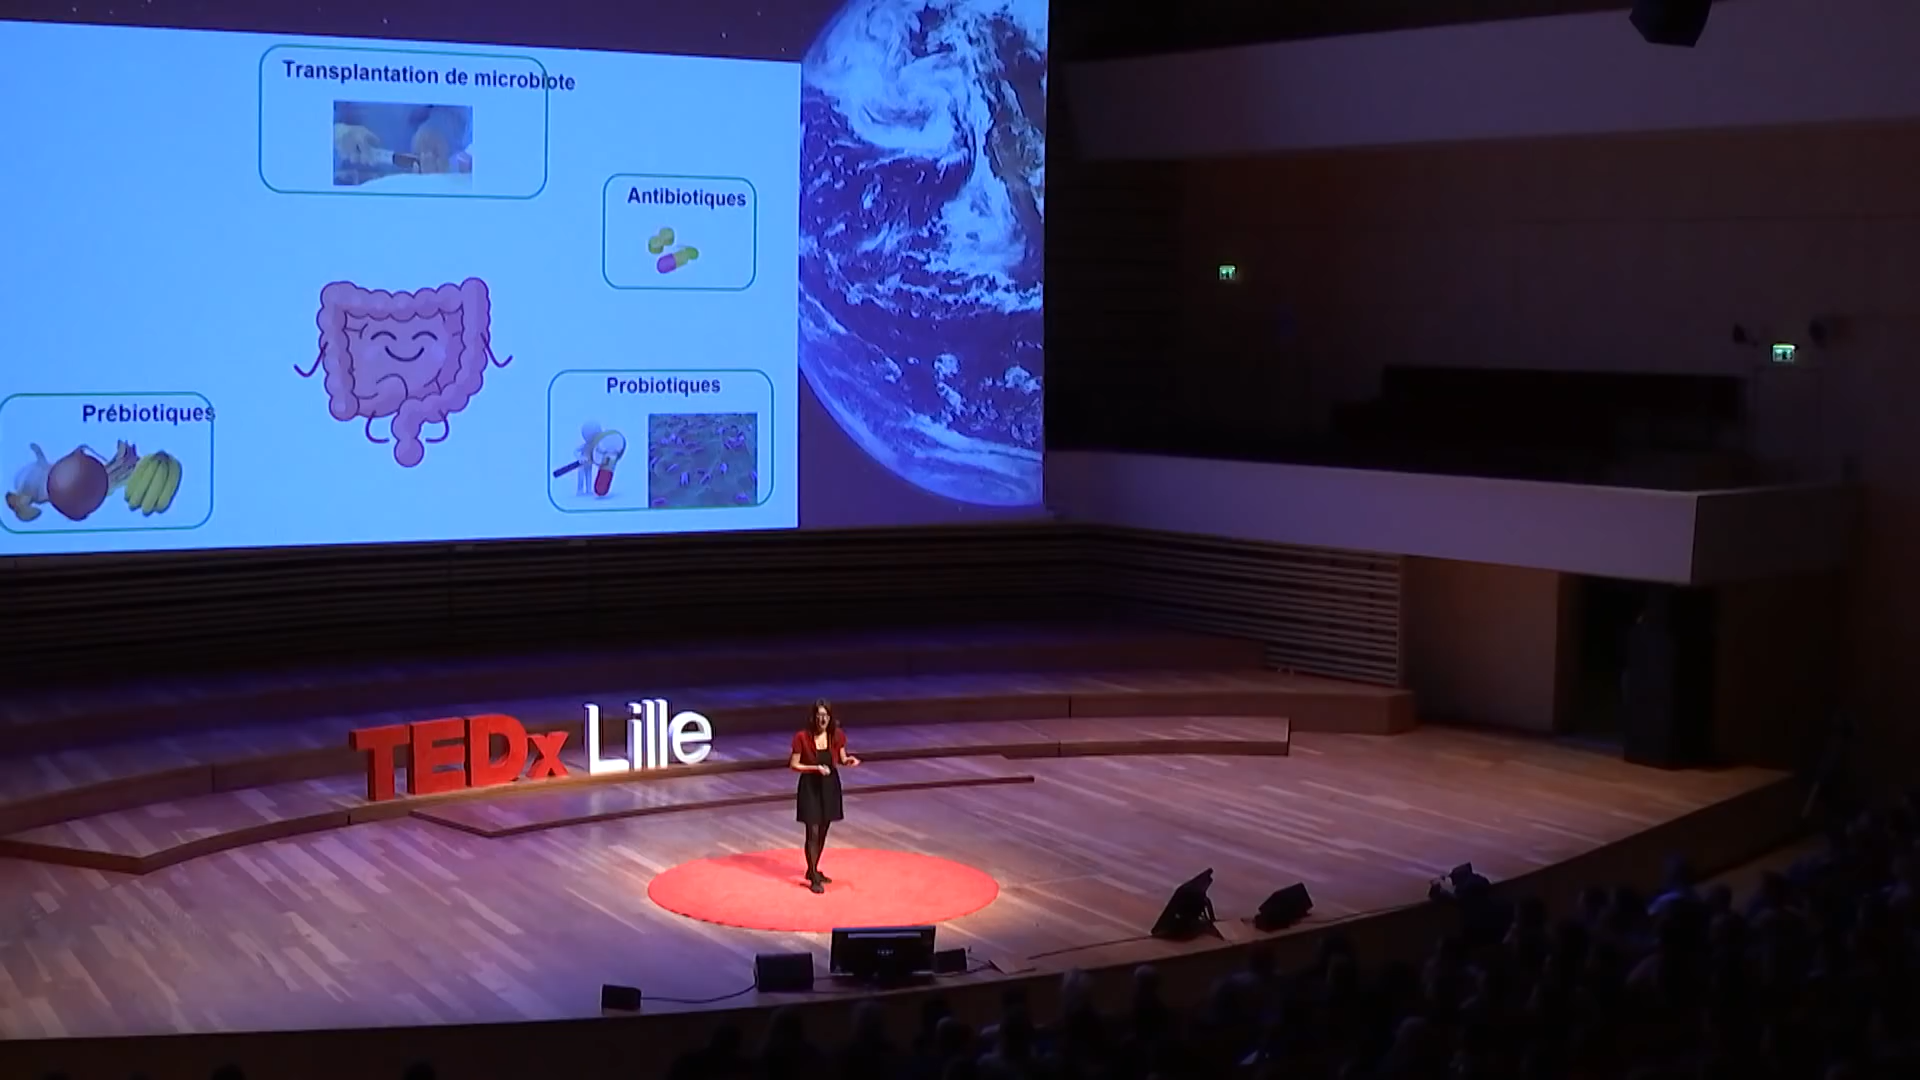 Transplantation de microbiote
Antibiotiques
Probiotiques
Prébiotiques
TEDx Lille